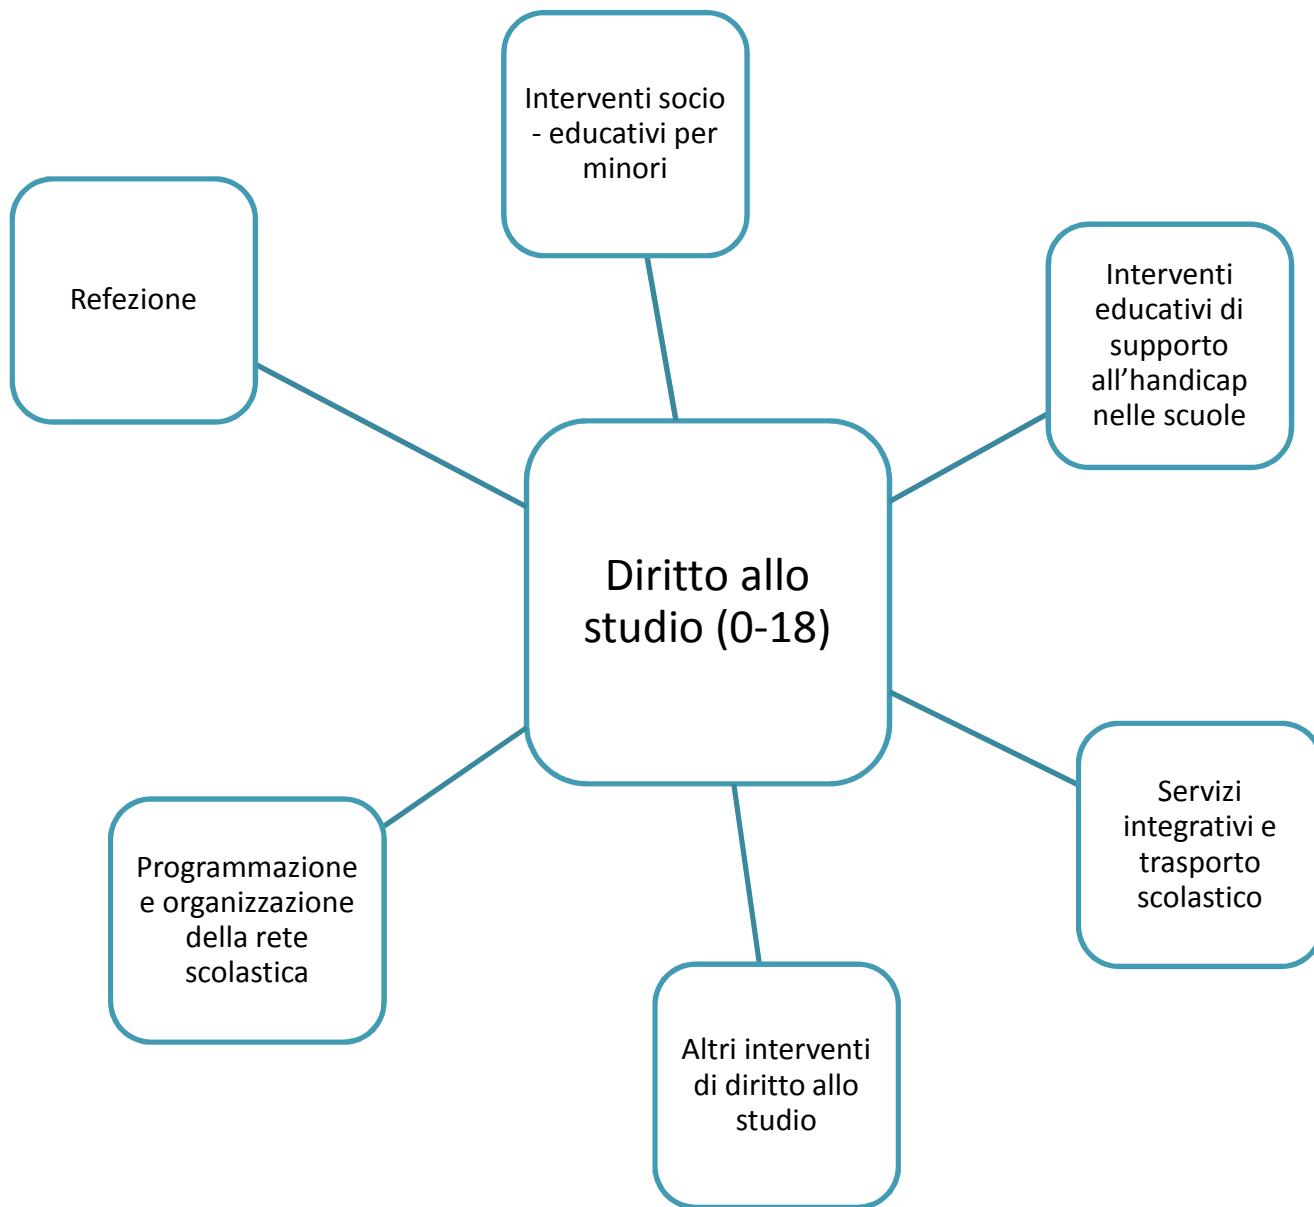 Interventi socio
- educativi per
minori
Refezione
Interventi
educativi di
supporto
all’handicap
nelle scuole
Diritto allo
studio (0-18)
Servizi
integrativi e
trasporto
scolastico
Programmazione
e organizzazione
della rete
scolastica
Altri interventi
di diritto allo
studio